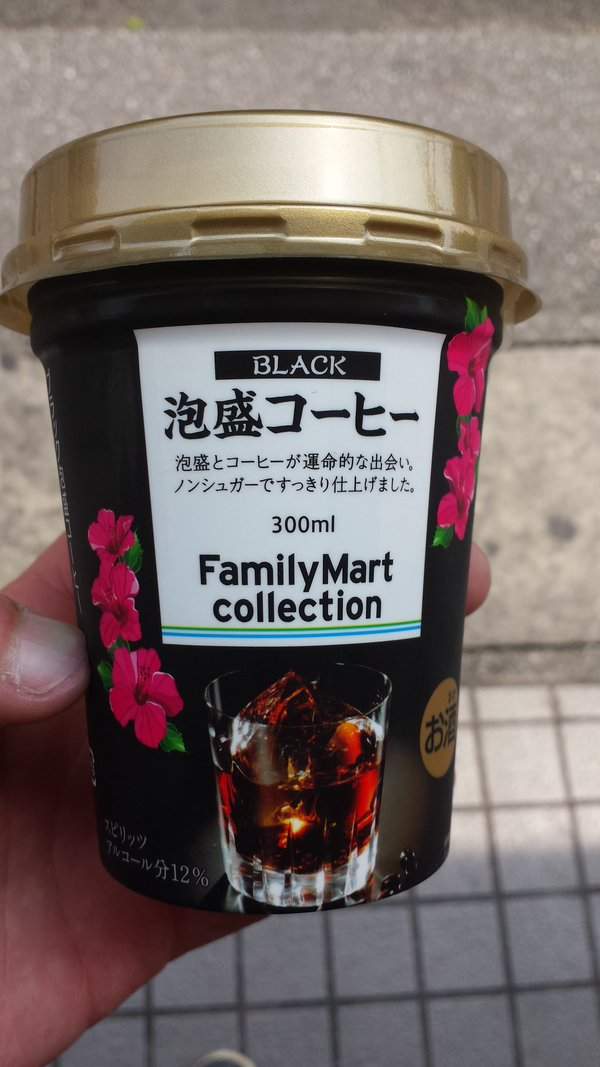 BLACK
泡盛コーヒー
泡盛とコーヒーが運命的な出会い。
ノンシュガーですっきり仕上げました。
300ml
FamilyMart
collection
お酒
スピリッツ
アルコール分12%